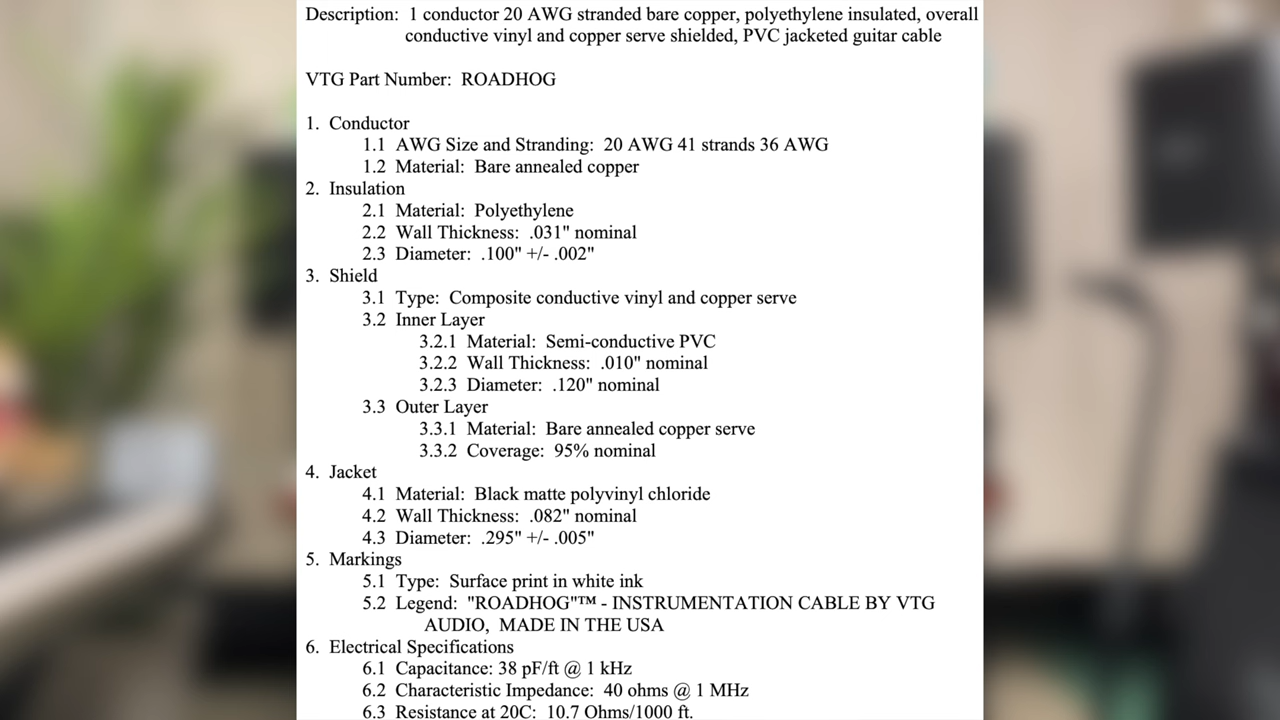 Description: 1 conductor 20 AWG stranded bare copper, polyethylene insulated, overall
conductive vinyl and copper serve shielded, PVC jacketed guitar cable
VTG Part Number: ROADHOG
1. Conductor
1.1 AWG Size and Stranding: 20 AWG 41 strands 36 AWG
1.2 Material: Bare annealed copper
2. Insulation
2.1 Material: Polyethylene
2.2 Wall Thickness: .031" nominal
2.3 Diameter: .100" +/- .002"
3. Shield
3.1 Type: Composite conductive vinyl and copper serve
3.2 Inner Layer
3.2.1 Material: Semi-conductive PVC
3.2.2 Wall Thickness: .010" nominal
3.2.3 Diameter: .120" nominal
3.3 Outer Layer
3.3.1 Material: Bare annealed copper serve
3.3.2 Coverage: 95% nominal
4. Jacket
4.1 Material: Black matte polyvinyl chloride
4.2 Wall Thickness: .082" nominal
4.3 Diameter: .295" +/- .005"
5. Markings
5.1 Type: Surface print in white ink
5.2 Legend: "ROADHOG"™ - INSTRUMENTATION CABLE BY VTG
AUDIO, MADE IN THE USA
6. Electrical Specifications
6.1 Capacitance: 38 pF/ft @ 1 kHz
6.2 Characteristic Impedance: 40 ohms @ 1 MHz
6.3 Resistance at 20C: 10.7 Ohms/1000 ft.